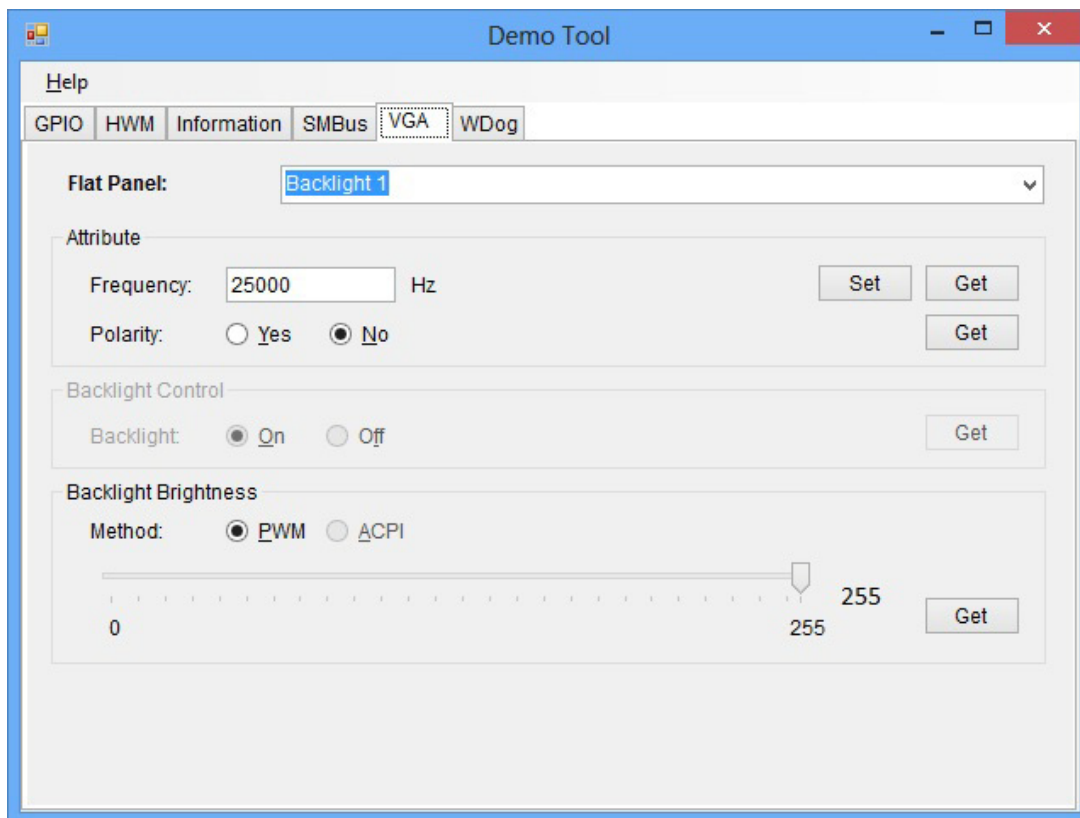 Demo Tool
Help
GPIO HWM Information SMBus VGA WDog
Flat Panel: Backlight 1
Attribute
Frequency: 25000 Hz Set Get
Polarity: Yes No Get
Backlight Control
Backlight: On Off Get
Backlight Brightness
Method: PWM ACPI
255
0 255 Get